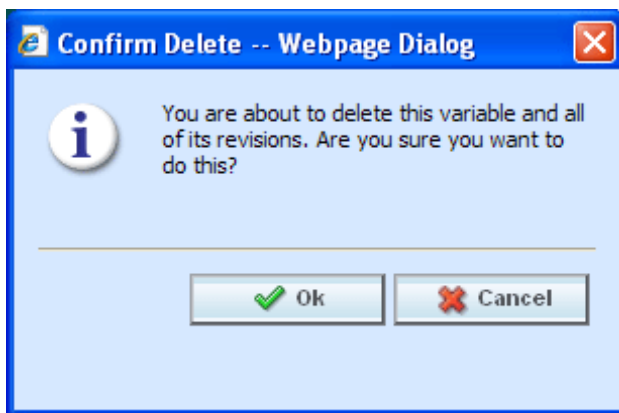 Confirm Delete -- Webpage Dialog
You are about to delete this variable and all
of its revisions. Are you sure you want to
do this?
Ok
Cancel